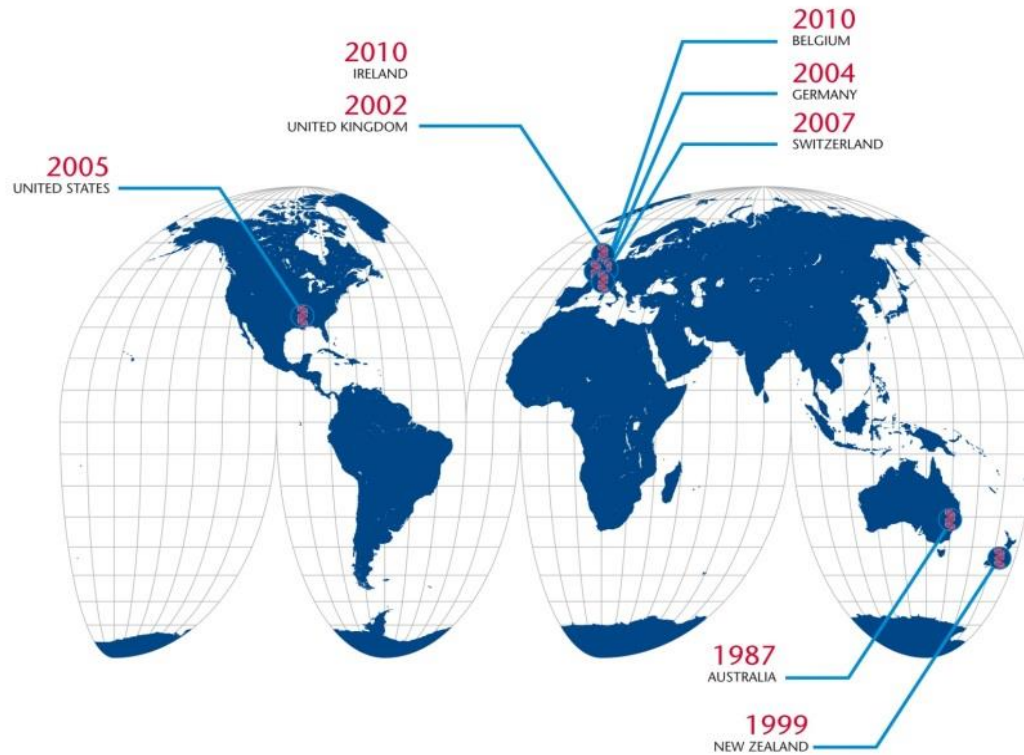 2010
IRELAND
2002
UNITED KINGDOM
2010
BELGIUM
2004
GERMANY
2007
SWITZERLAND
2005
UNITED STATES
1987
AUSTRALIA
1999
NEW ZEALAND